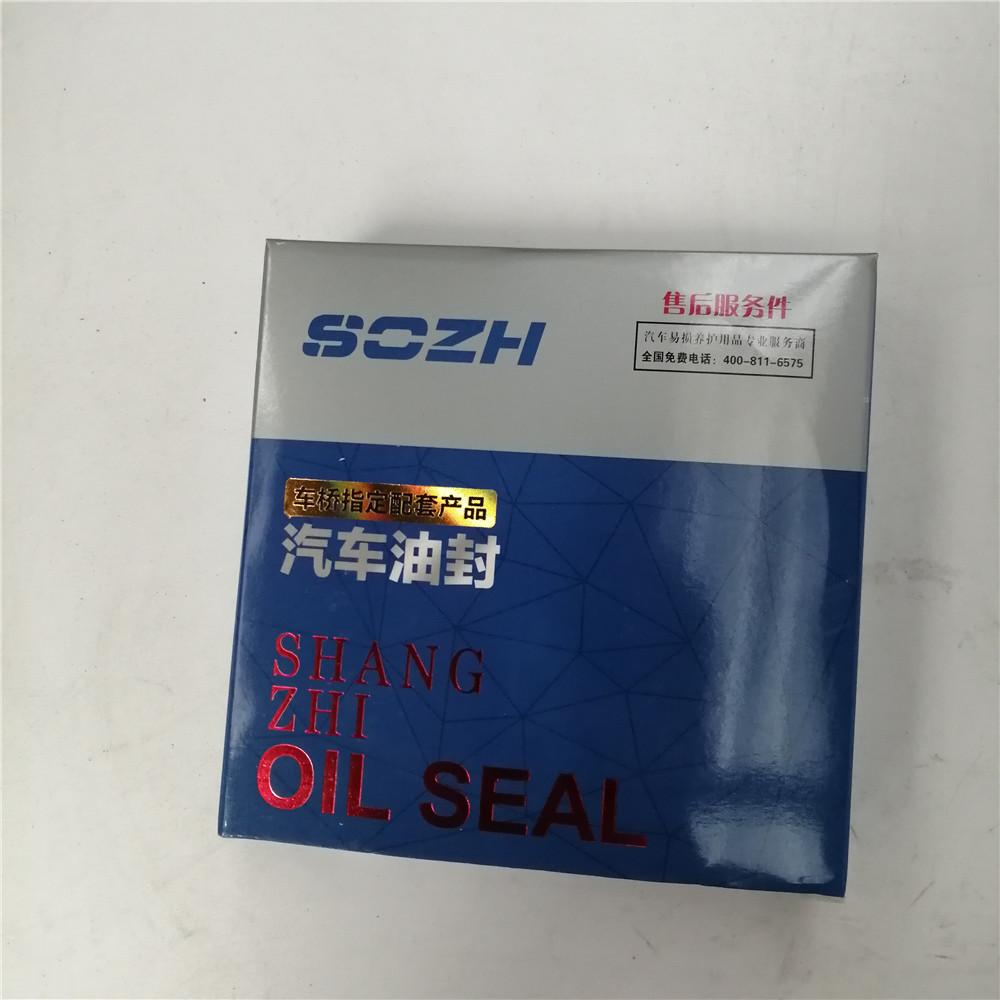 SOZH
售后服务件
汽车易损养护用品专业服务商
全国免费电话：400-811-6575
车桥指定配套产品
汽车油封
SHANG
ZHI
OIL SEAL